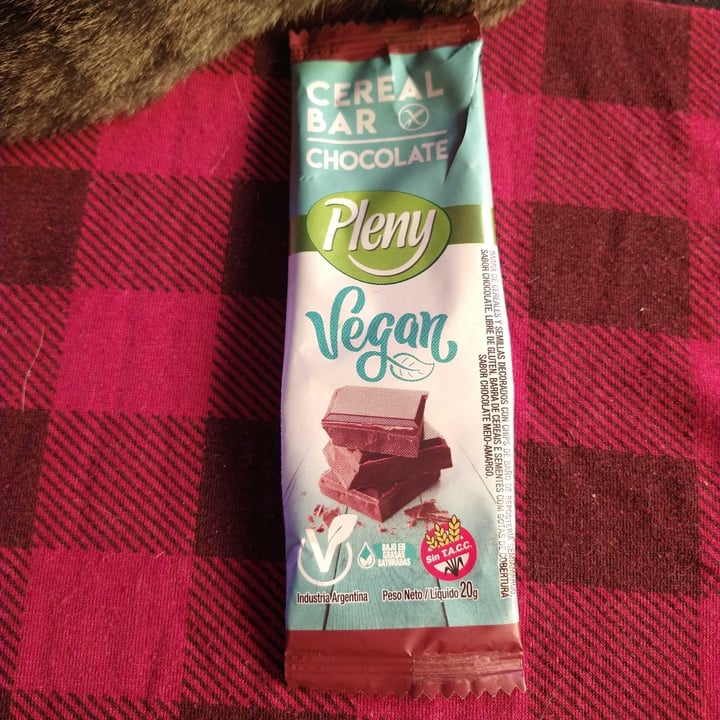 CEREAL
BAR
CHOCOLATE
Pleny
Vegan
BARRA DE CEREALES Y SEMILLAS DECORADOS CON CHIPS DE BAÑO DE REPOSTERÍA SEMIAMARGO
SABOR CHOCOLATE. LIBRE DE GLUTEN. BARRA DE CEREAIS E SEMENTES COM GOTAS DE COBERTURA
SABOR CHOCOLATE MEIO-AMARGO.
V
BAJO EN
GRASAS
SATURADAS
Sin T.A.C.C.
Industria Argentina Peso Neto / Líquido 20g